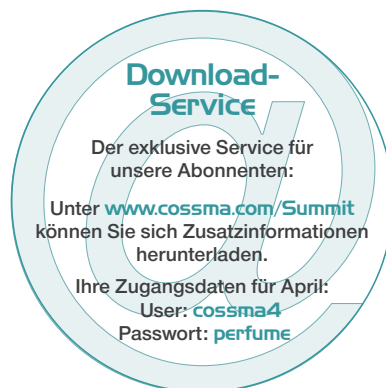 Download-
Service
Der exklusive Service für
unsere Abonnenten:
Unter www.cossma.com/Summit
können Sie sich Zusatzinformationen
herunterladen.
Ihre Zugangsdaten für April:
User: cossma4
Passwort: perfume